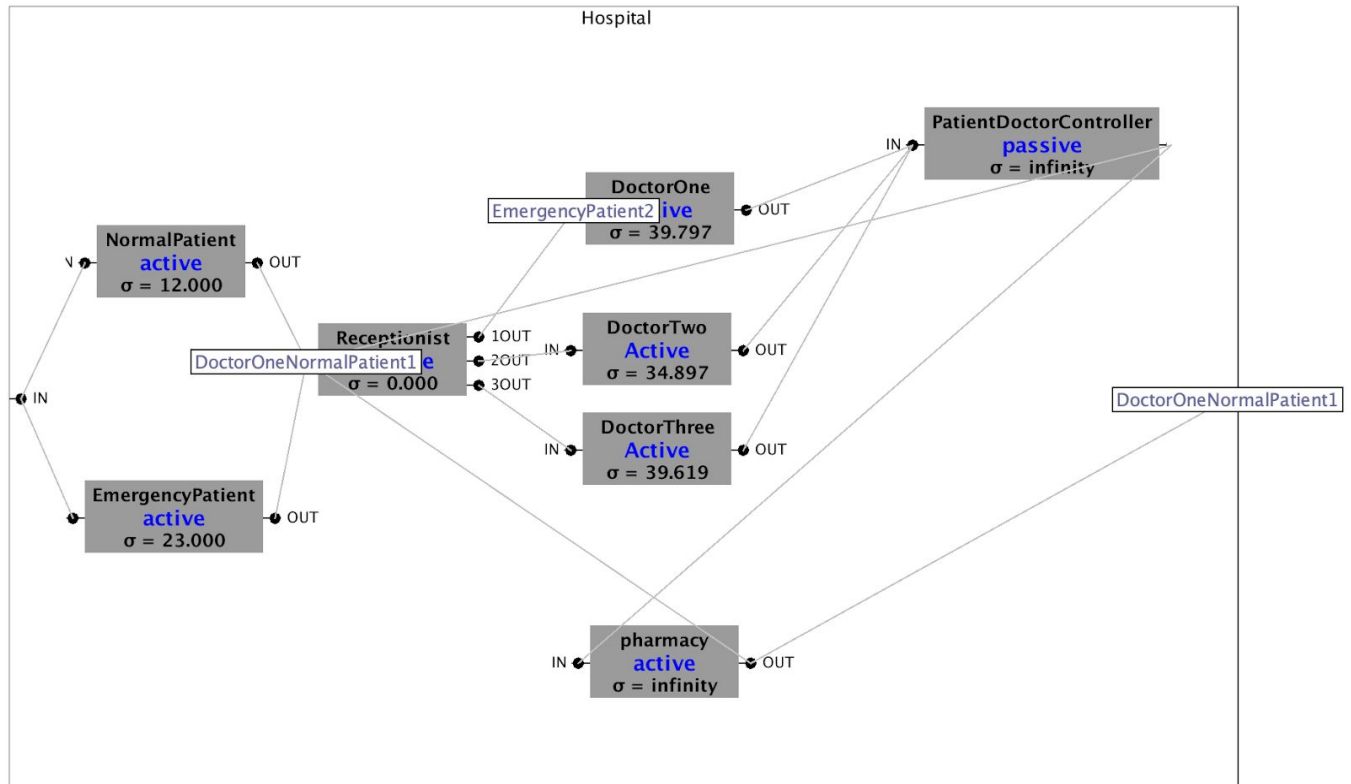 Hospital
PatientDoctorController
IN
passive
σ = infinity
DoctorOne
EmergencyPatient2
ive
OUT
σ = 39.797
NormalPatient
active
OUT
σ = 12.000
Receptionist
1OUT
DoctorOneNormalPatient1
e
2OUT
σ = 0.000
3OUT
DoctorTwo
IN
Active
OUT
σ = 34.897
IN
DoctorOneNormalPatient1
DoctorThree
IN
Active
OUT
σ = 39.619
EmergencyPatient
active
OUT
σ = 23.000
pharmacy
IN
active
OUT
σ = infinity